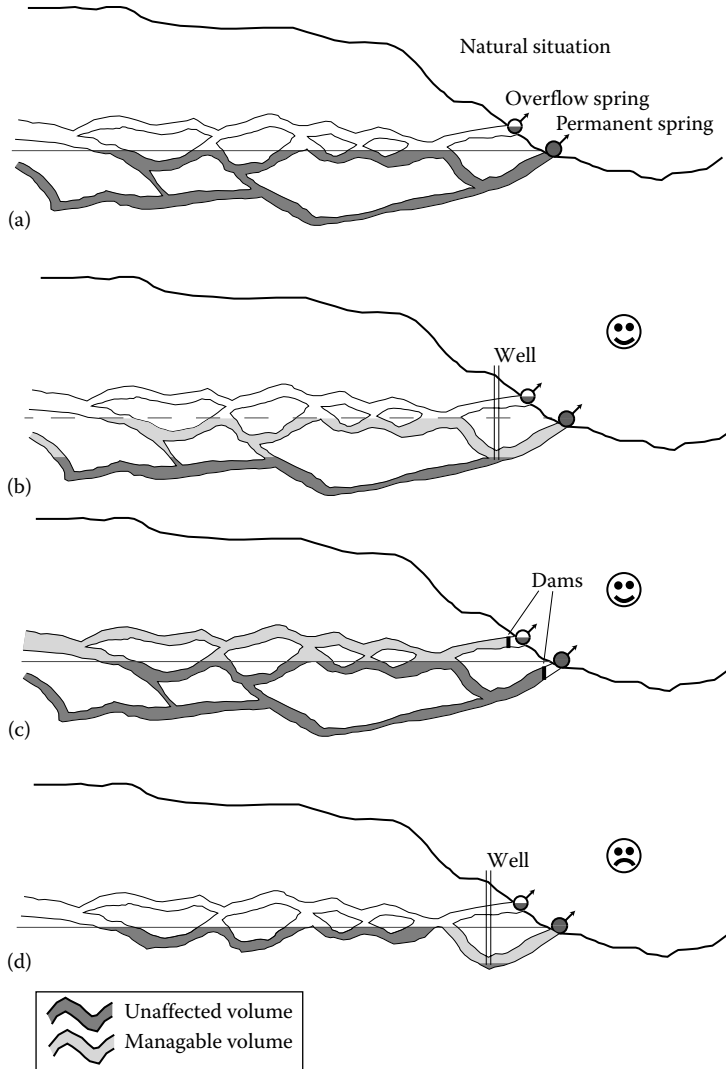 Natural situation
Overflow spring
Permanent spring
(a)
Well
(b)
Dams
(c)
Well
(d)
Unaffected volume
Managable volume